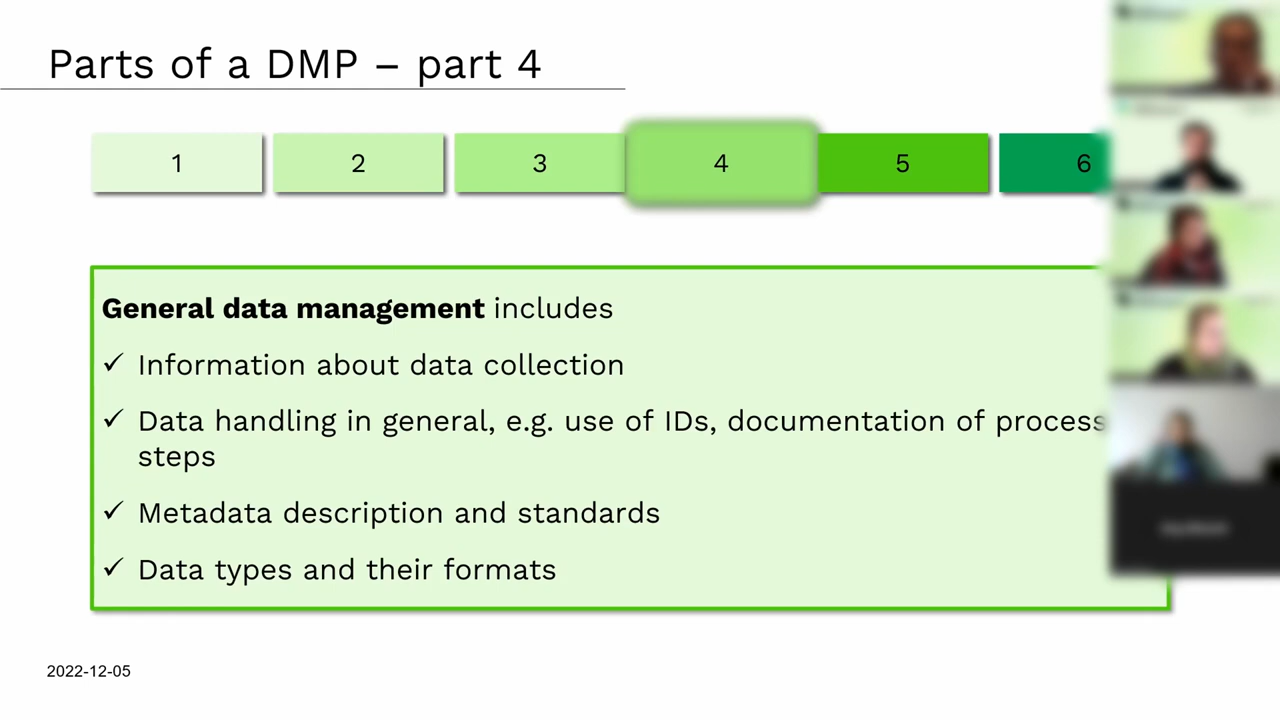 Parts of a DMP – part 4
1 2 3 4 5 6
General data management includes
✓ Information about data collection
✓ Data handling in general, e.g. use of IDs, documentation of process
steps
✓ Metadata description and standards
✓ Data types and their formats
2022-12-05